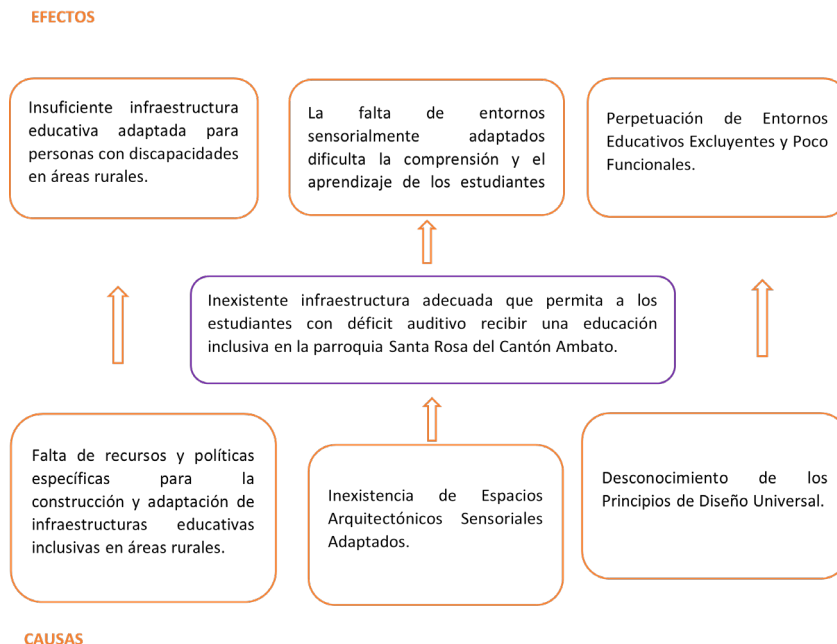 EFECTOS
Insuficiente infraestructura
educativa adaptada para
personas con discapacidades
en áreas rurales.
La falta de entornos
sensorialmente adaptados
dificulta la comprensión y el
aprendizaje de los estudiantes
Perpetuación de Entornos
Educativos Excluyentes y Poco
Funcionales.
Inexistente infraestructura adecuada que permita a los
estudiantes con déficit auditivo recibir una educación
inclusiva en la parroquia Santa Rosa del Cantón Ambato.
Falta de recursos y políticas
específicas para la
construcción y adaptación de
infraestructuras educativas
inclusivas en áreas rurales.
Inexistencia de Espacios
Arquitectónicos Sensoriales
Adaptados.
Desconocimiento de los
Principios de Diseño Universal.
CAUSAS